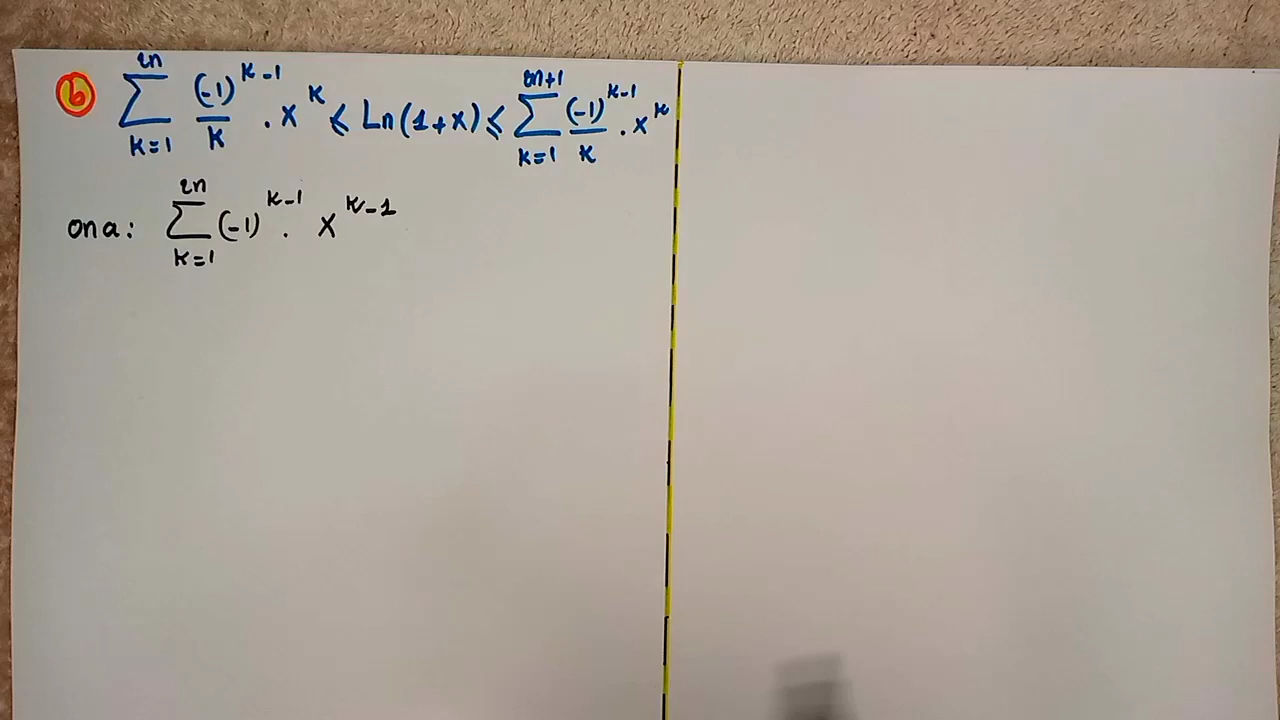 6 2n∑k=1 (-1)^(k-1)/k . x^k ≤ Ln(1+x) ≤ 2n+1∑k=1 (-1)^(k-1)/k . x^k
on a: 2n∑k=1 (-1)^(k-1) . x^(k-1)